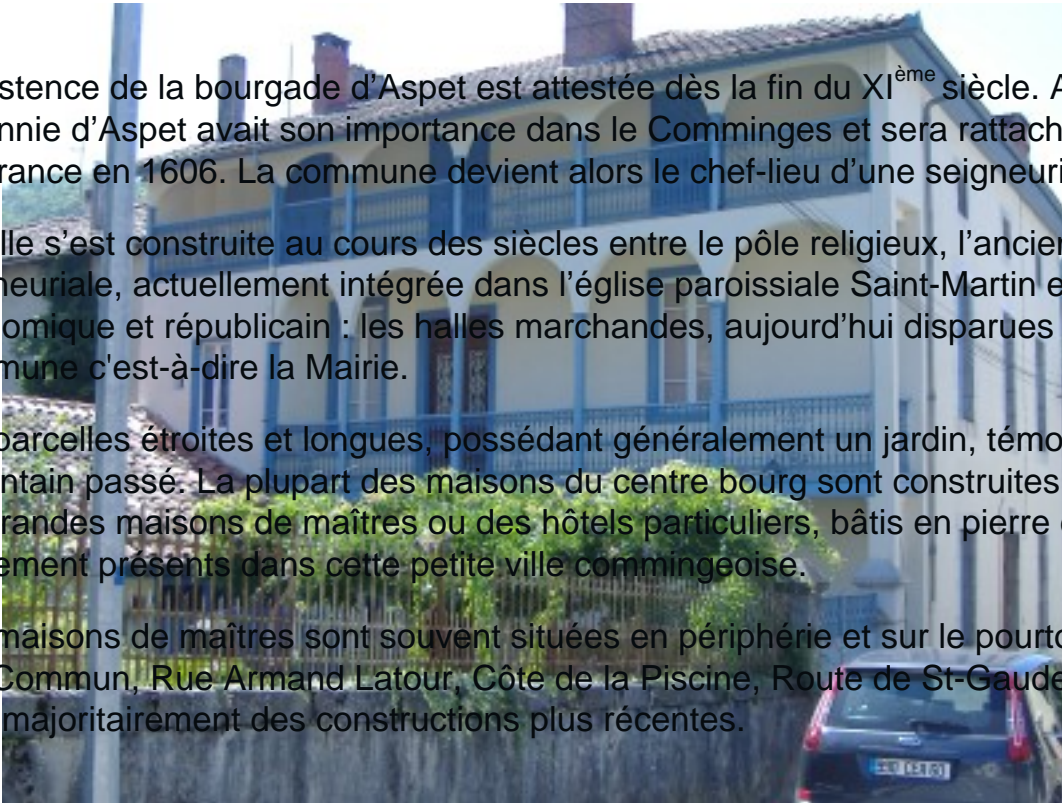 stence de la bourgade d’Aspet est attestée dès la fin du XIème siècle. A
nnie d’Aspet avait son importance dans le Comminges et sera rattach
rance en 1606. La commune devient alors le chef-lieu d’une seigneuri
lle s’est construite au cours des siècles entre le pôle religieux, l’ancien
neuriale, actuellement intégrée dans l’église paroissiale Saint-Martin e
omique et républicain : les halles marchandes, aujourd’hui disparues
mune c'est-à-dire la Mairie.
parcelles étroites et longues, possédant généralement un jardin, témo
ntain passé. La plupart des maisons du centre bourg sont construites
randes maisons de maîtres ou des hôtels particuliers, bâtis en pierre
ement présents dans cette petite ville commingeoise.
maisons de maîtres sont souvent situées en périphérie et sur le pourto
Commun, Rue Armand Latour, Côte de la Piscine, Route de St-Gaude
majoritairement des constructions plus récentes.